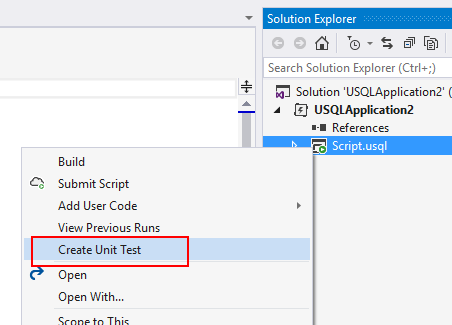 Solution Explorer
Search Solution Explorer (Ctrl+;)
Solution 'USQLApplication2' (
USQLApplication2
References
Script.usql
Build
Submit Script
Add User Code
View Previous Runs
Create Unit Test
Open
Open With...
Scope to This